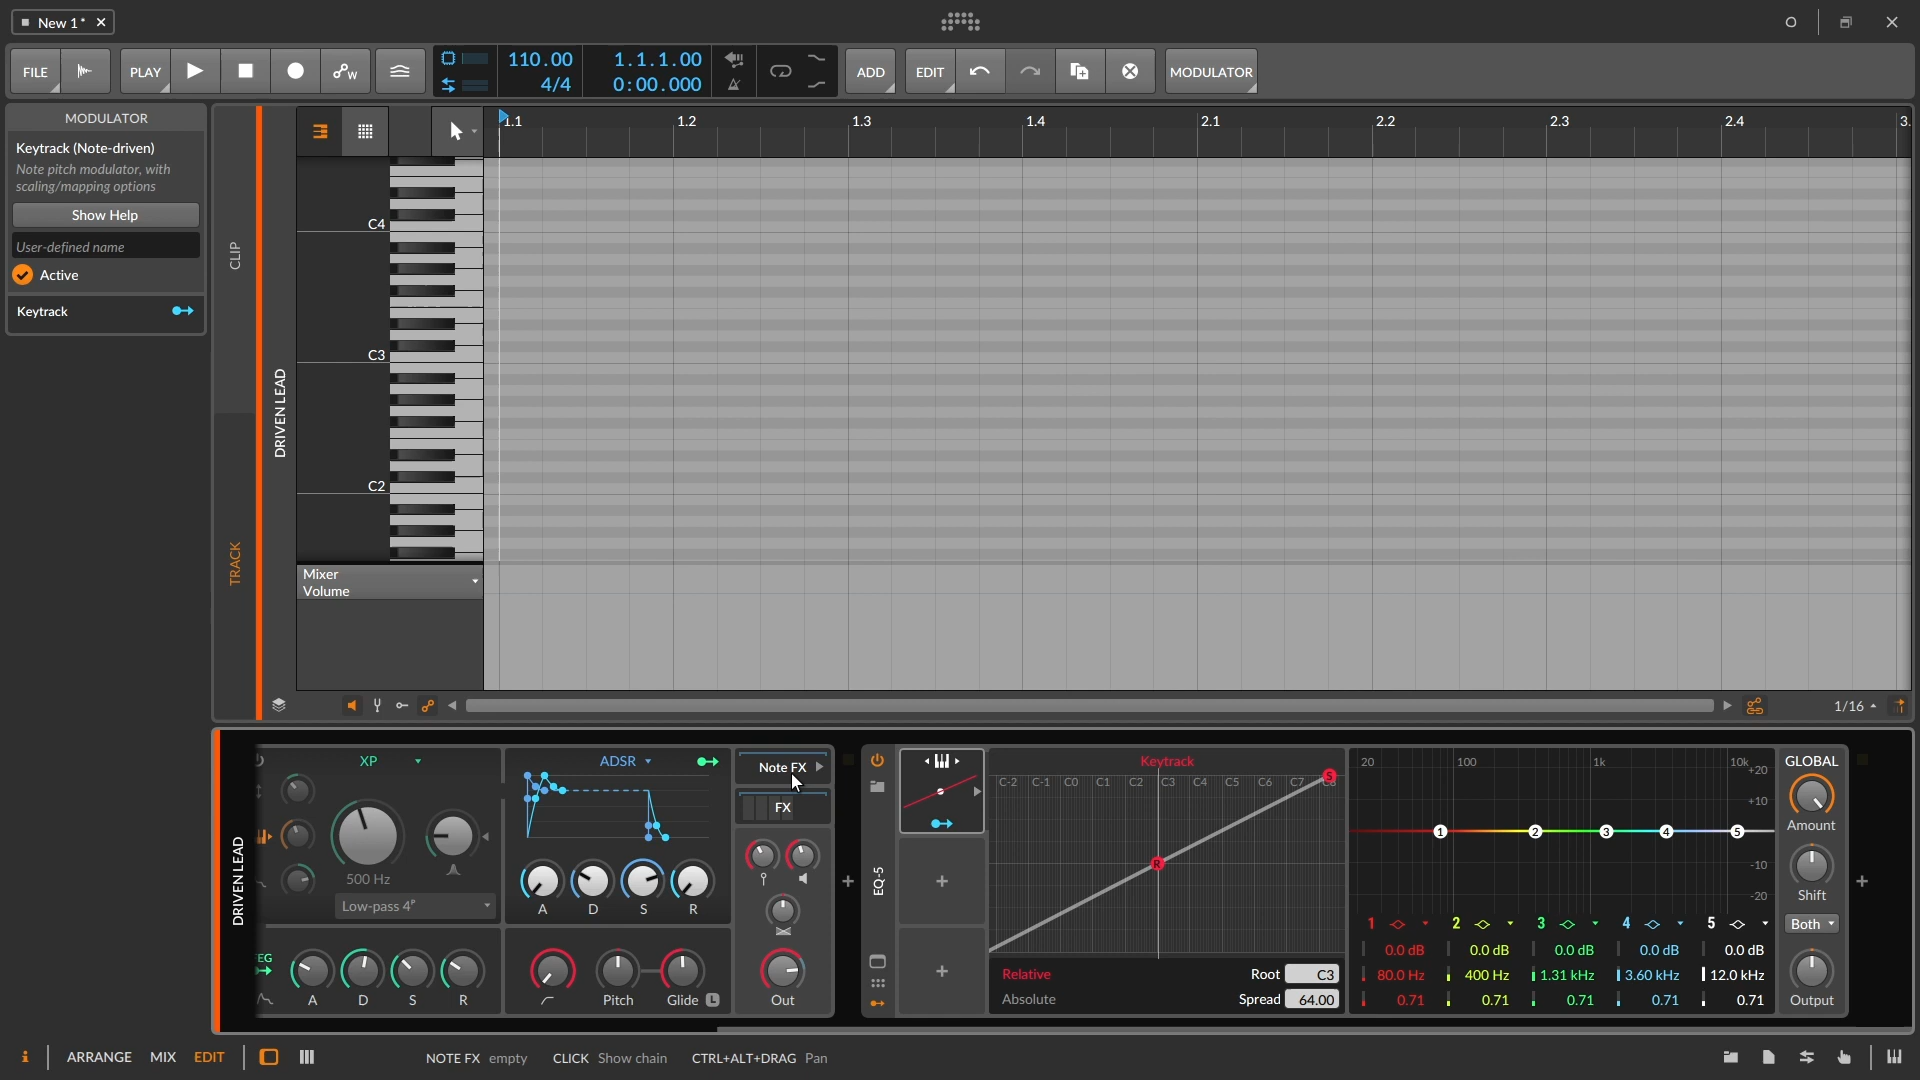 New 1*
FILE
PLAY
110.00
4/4
1.1.1.00
0:00.000
ADD
EDIT
MODULATOR
MODULATOR
Keytrack (Note-driven)
Note pitch modulator, with
scaling/mapping options
Show Help
User-defined name
Active
Keytrack
CLIP
TRACK
DRIVEN LEAD
1.1
1.2
1.3
1.4
2.1
2.2
2.3
2.4
3.
C4
C3
C2
Mixer
Volume
1/16
DRIVEN LEAD
XP
500 Hz
Low-pass 4P
FEG
A D S R
ADSR
A D S R
Pitch Glide L
Note FX
FX
Out
EQ-5
Keytrack
C-2 C-1 C0 C1 C2 C3 C4 C5 C6 C7 C8
S
R
Relative
Absolute
Root C3
Spread 64.00
20 100 1k 10k
+20
+10
-10
-20
1 2 3 4 5
1 2 3 4 5
0.0 dB 0.0 dB 0.0 dB 0.0 dB 0.0 dB
80.0 Hz 400 Hz 1.31 kHz 3.60 kHz 12.0 kHz
0.71 0.71 0.71 0.71 0.71
GLOBAL
Amount
Shift
Both
Output
i
ARRANGE MIX EDIT
NOTE FX empty CLICK Show chain CTRL+ALT+DRAG Pan